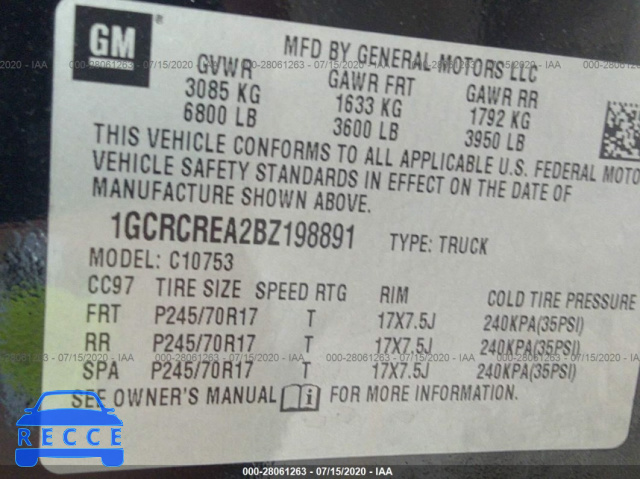 GM ®
MFD BY GENERAL MOTORS LLC
GVWR GAWR FRT GAWR RR
3085 KG 1633 KG 1792 KG
6800 LB 3600 LB 3950 LB
THIS VEHICLE CONFORMS TO ALL APPLICABLE U.S. FEDERAL MOTO
VEHICLE SAFETY STANDARDS IN EFFECT ON THE DATE OF
MANUFACTURE SHOWN ABOVE.
1GCRCREA2BZ198891 TYPE: TRUCK
MODEL: C10753
CC97 TIRE SIZE SPEED RTG RIM COLD TIRE PRESSURE
FRT P245/70R17 T 17X7.5J 240KPA(35PSI)
RR P245/70R17 T 17X7.5J 240KPA(35PSI)
SPA P245/70R17 T 17X7.5J 240KPA(35PSI)
SEE OWNER'S MANUAL i FOR MORE INFORMATION.
000-28061263 - 07/15/2020 - IAA
AUTO
BID
MASTER